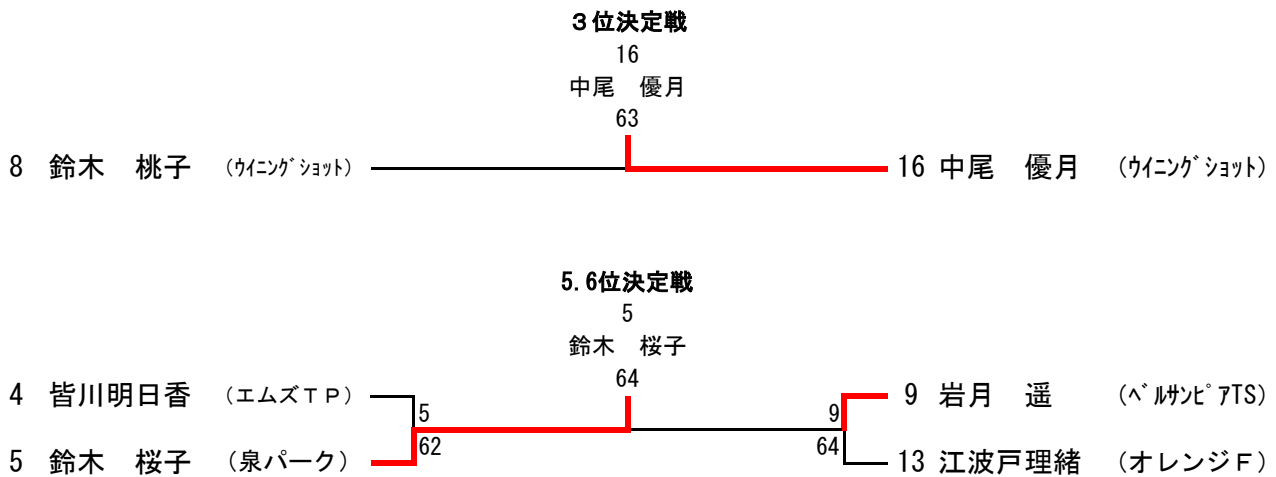 ３位決定戦
16
中尾　優月
63
8 鈴木　桃子 （ｳｲﾆﾝｸﾞｼｮｯﾄ） 16 中尾　優月 （ｳｲﾆﾝｸﾞｼｮｯﾄ）
5.6位決定戦
5
鈴木　桜子
64
4 皆川明日香 （エムズＴＰ） 9 岩月　遥 （ﾍﾞﾙｻﾝﾋﾟｱTS）
5 9
62 64
5 鈴木　桜子 （泉パーク） 13 江波戸理緒 （オレンジＦ）